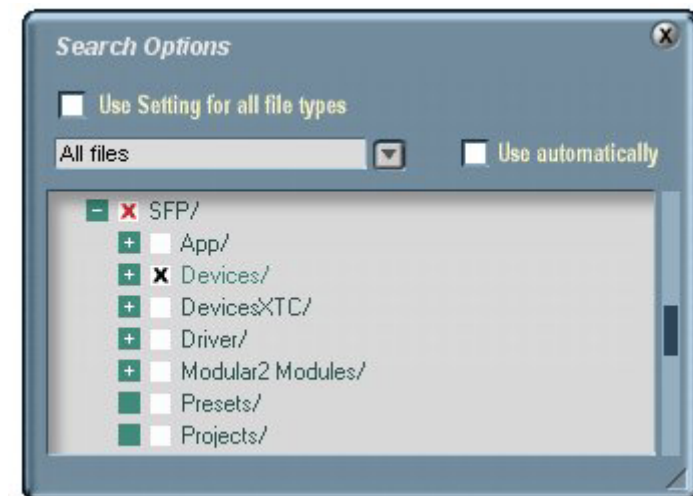 Search Options
Use Setting for all file types
All files
Use automatically
SFP/
App/
Devices/
DevicesXTC/
Driver/
Modular2 Modules/
Presets/
Projects/